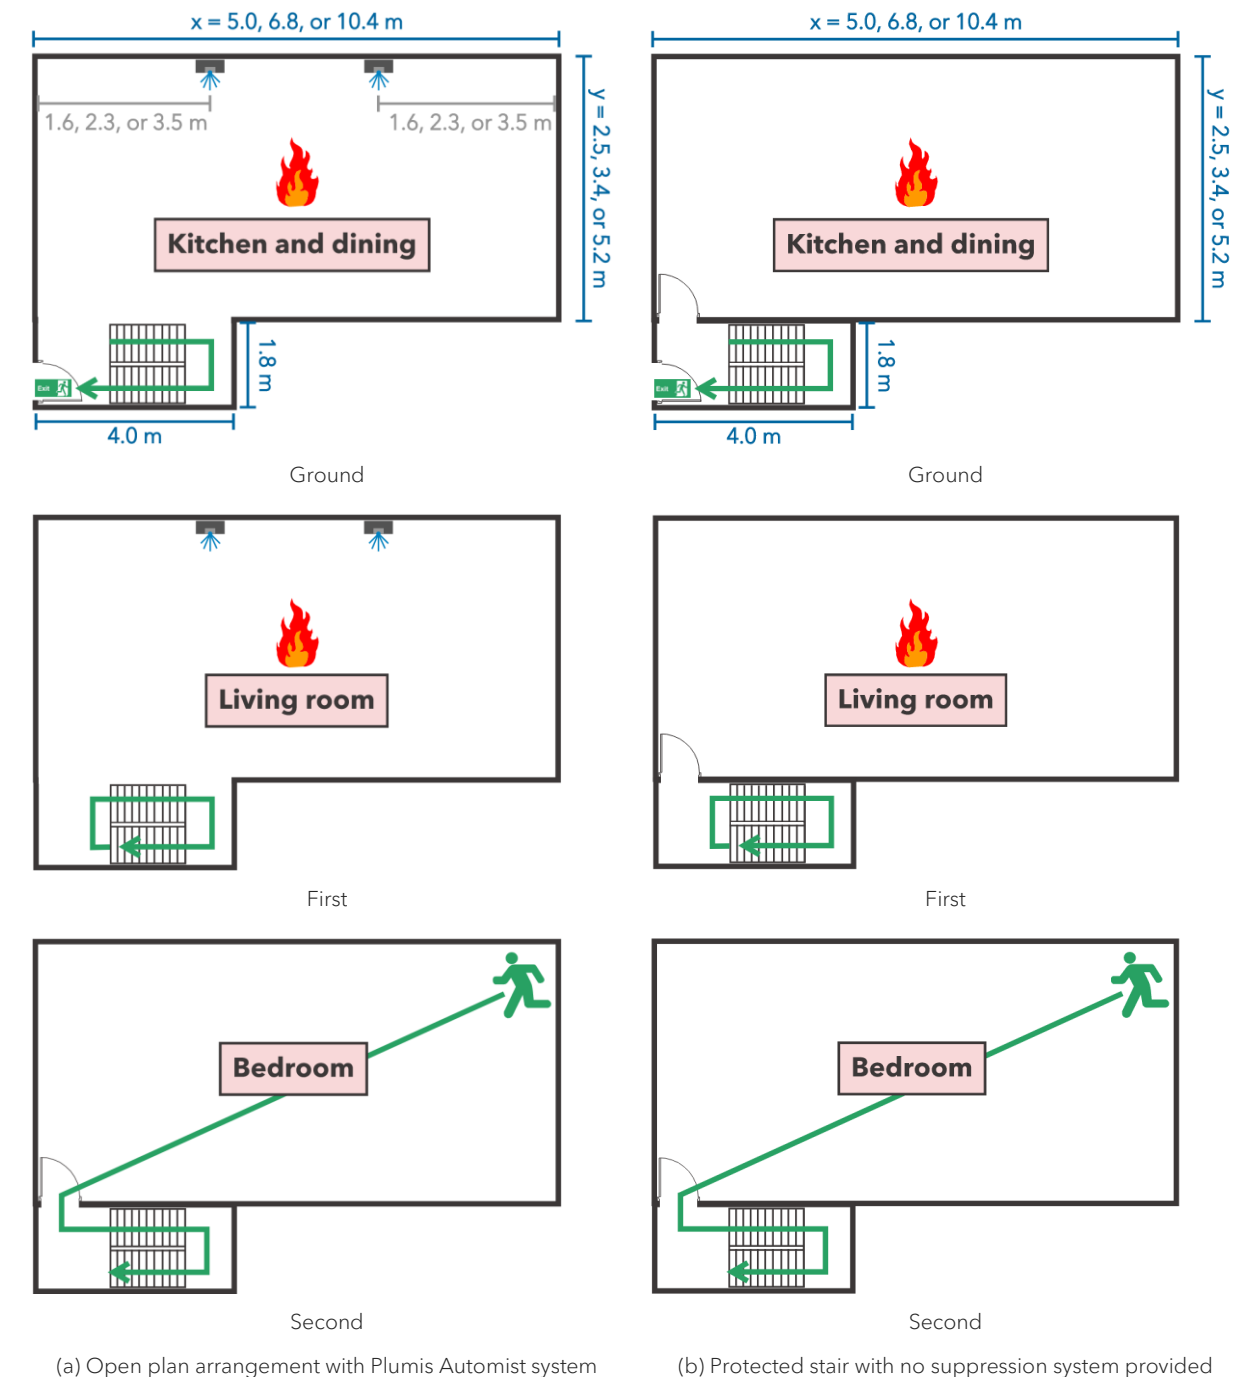 x = 5.0, 6.8, or 10.4 m
x = 5.0, 6.8, or 10.4 m
1.6, 2.3, or 3.5 m
1.6, 2.3, or 3.5 m
y = 2.5, 3.4, or 5.2 m
y = 2.5, 3.4, or 5.2 m
Kitchen and dining
Kitchen and dining
Exit
1.8 m
Exit
1.8 m
4.0 m
4.0 m
Ground
Ground
Living room
Living room
First
First
Bedroom
Bedroom
Second
Second
(a) Open plan arrangement with Plumis Automist system
(b) Protected stair with no suppression system provided